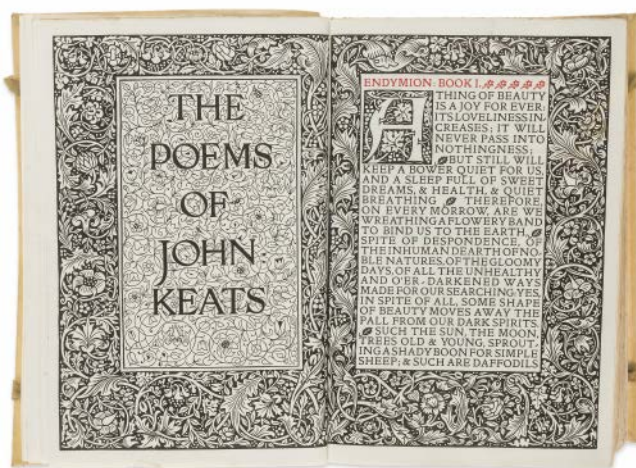 THE
POEMS
OF
JOHN
KEATS
ENDYMION: BOOK I.
A THING OF BEAUTY
IS A JOY FOR EVER:
ITS LOVELINESS IN-
CREASES; IT WILL
NEVER PASS INTO
NOTHINGNESS;
BUT STILL WILL
KEEP A BOWER QUIET FOR US,
AND A SLEEP FULL OF SWEET
DREAMS, & HEALTH, & QUIET
BREATHING THEREFORE,
ON EVERY MORROW, ARE WE
WREATHING A FLOWERY BAND
TO BIND US TO THE EARTH,
SPITE OF DESPONDENCE, OF
THE INHUMAN DEARTH OF NO-
BLE NATURES, OF THE GLOOMY
DAYS, OF ALL THE UNHEALTHY
AND O'ER-DARKENED WAYS
MADE FOR OUR SEARCHING: YES,
IN SPITE OF ALL, SOME SHAPE
OF BEAUTY MOVES AWAY THE
PALL FROM OUR DARK SPIRITS.
SUCH THE SUN, THE MOON,
TREES OLD & YOUNG, SPROUT-
ING A SHADY BOON FOR SIMPLE
SHEEP; & SUCH ARE DAFFODILS